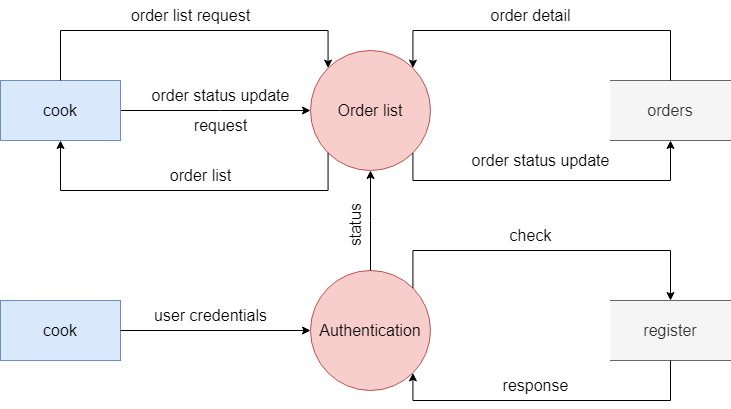 order list request
order detail
cook
order status update
request
Order list
orders
order list
order status update
status
check
cook
user credentials
Authentication
register
response